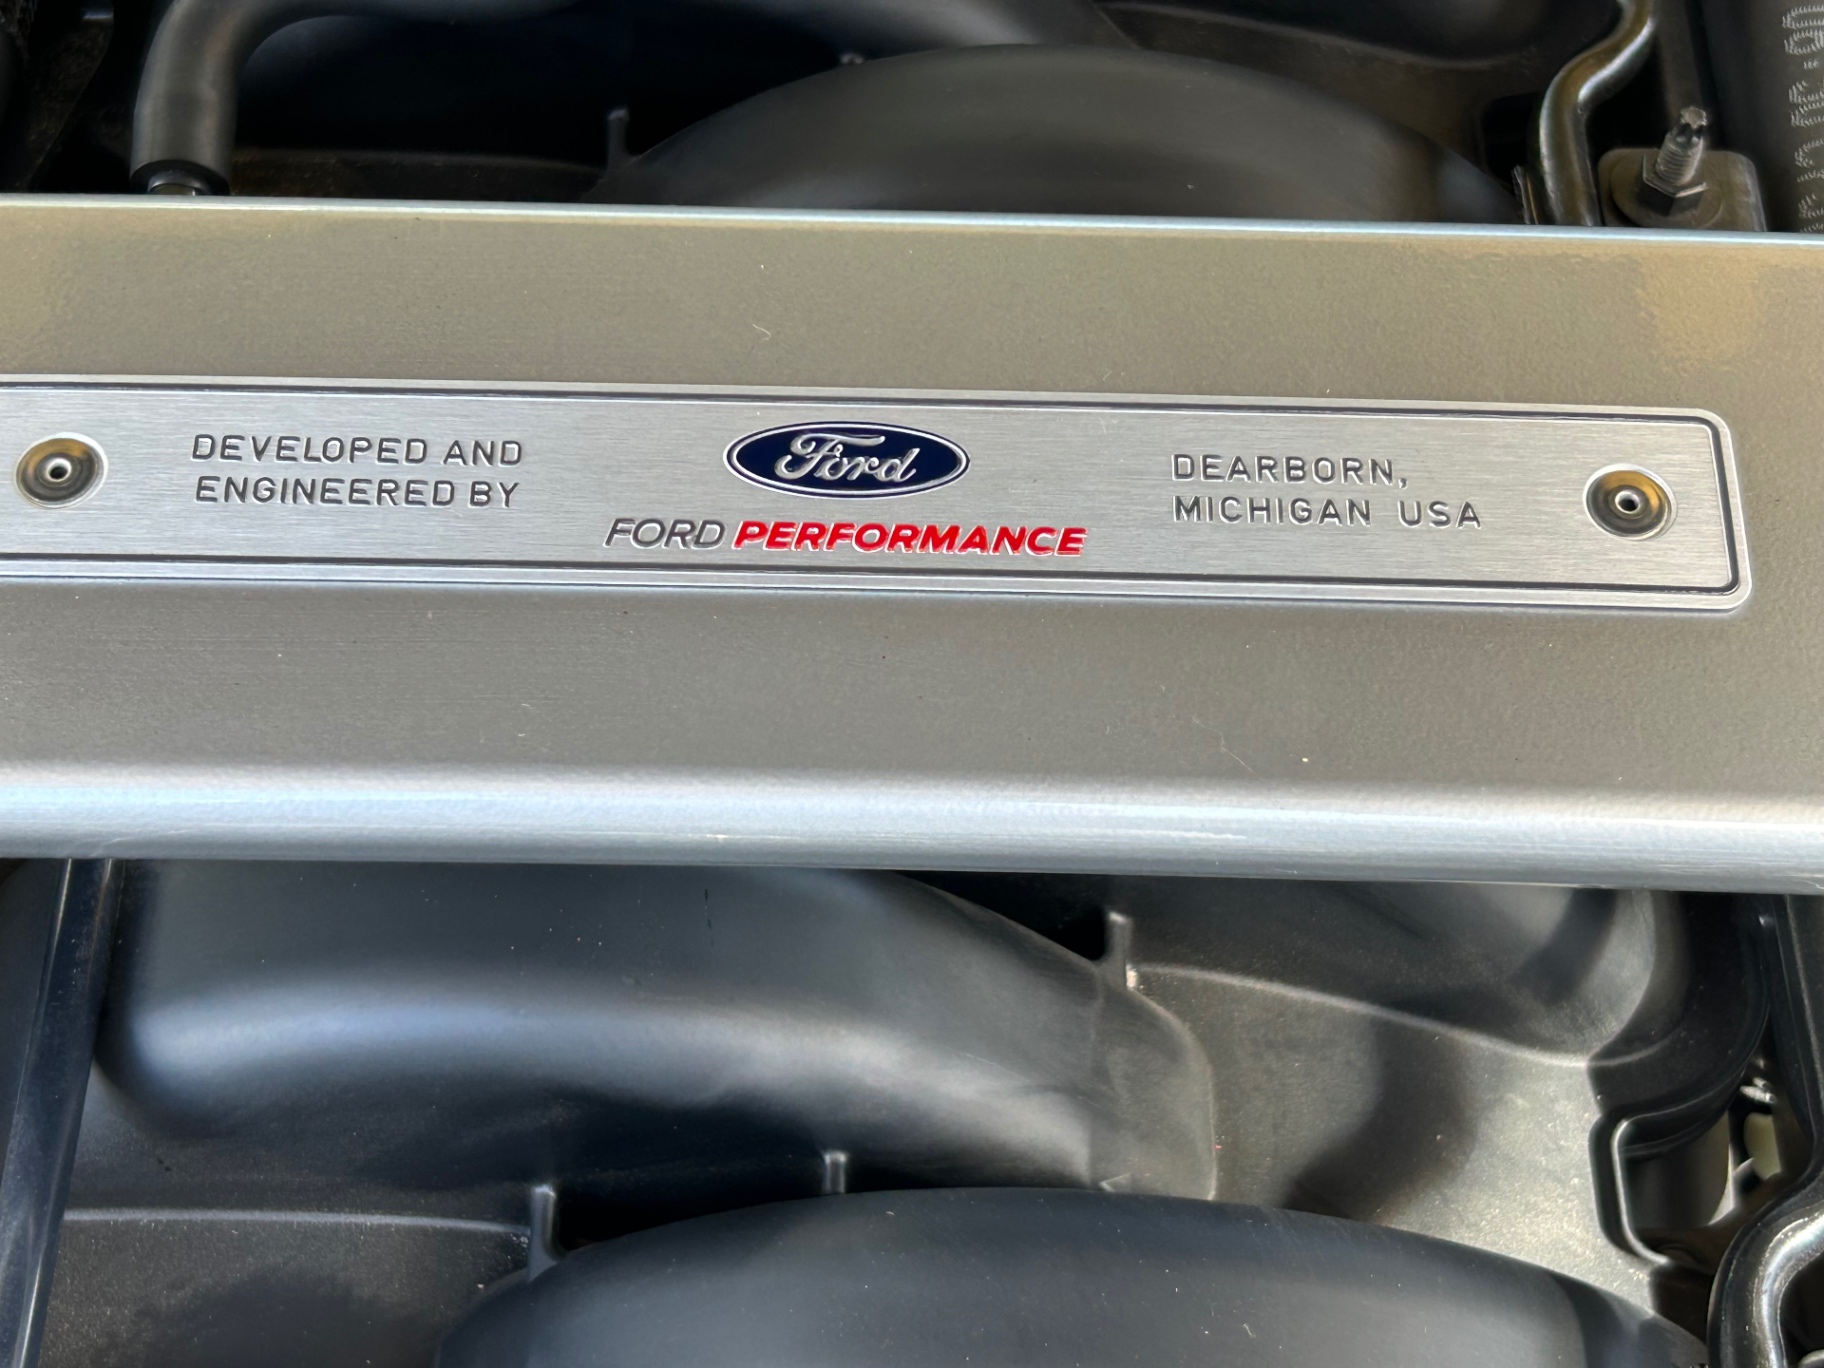 DEVELOPED AND
ENGINEERED BY
Ford
FORD PERFORMANCE
DEARBORN,
MICHIGAN USA